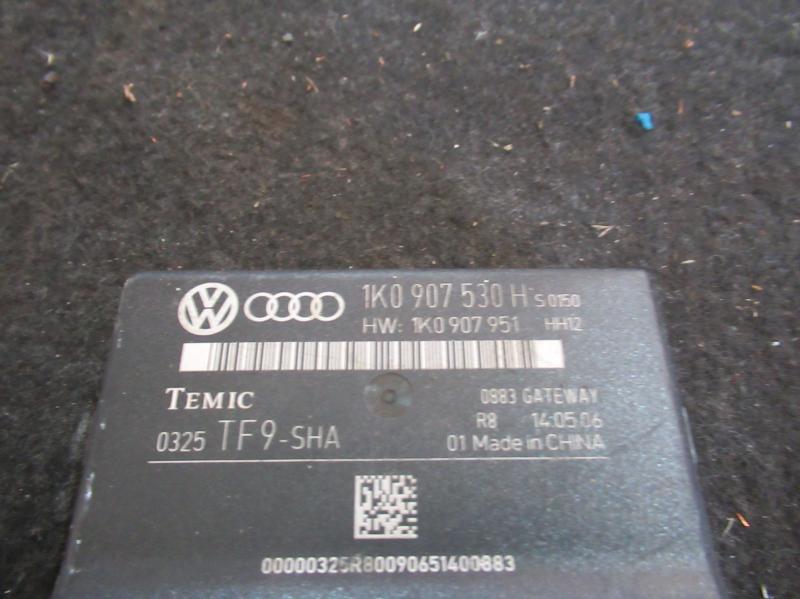 1K0 907 530 H S 0150
HW: 1K0 907 951 HH12
TEMIC
0883 GATEWAY
R8 14.05.06
0325 TF9-SHA
01 Made in CHINA
00000325R80090651400883